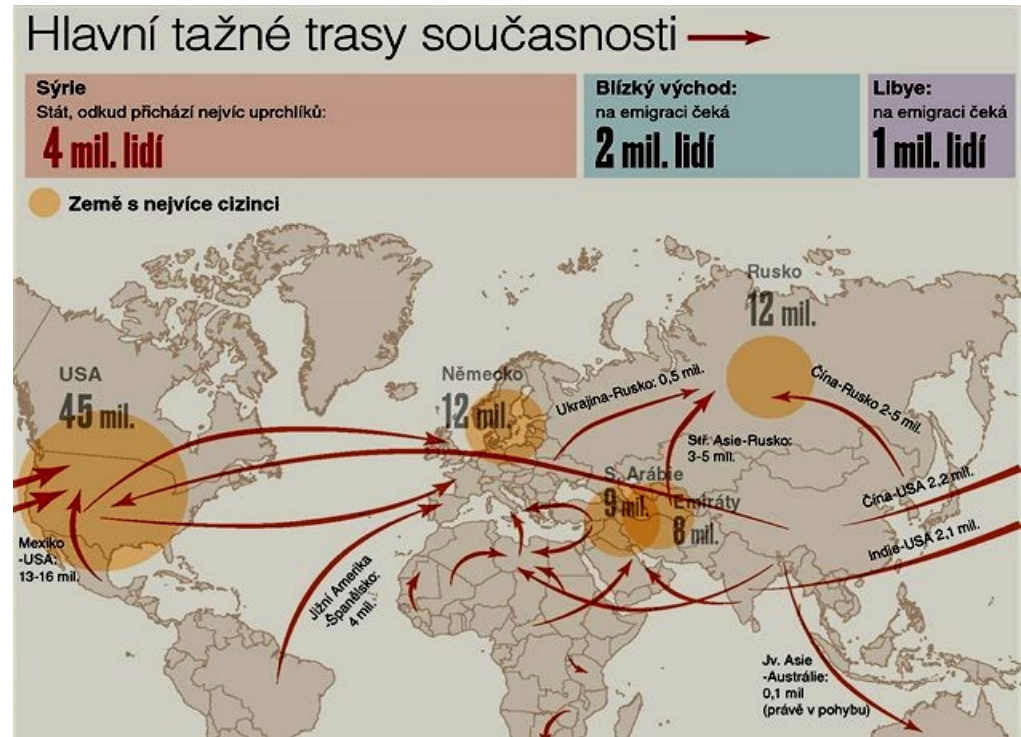 Hlavní tažné trasy současnosti
Sýrie
Stát, odkud přichází nejvíc uprchlíků:
4 mil. lidí
Blízký východ:
na emigraci čeká
2 mil. lidí
Libye:
na emigraci čeká
1 mil. lidí
Země s nejvíce cizinci
Rusko
12 mil.
USA
45 mil.
Německo
12 mil.
Ukrajina-Rusko: 0,5 mil.
Čína-Rusko 2-5 mil.
Stř. Asie-Rusko:
3-5 mil.
S. Arábie
9 mil.
Emiráty
8 mil.
Čína-USA 2,2 mil.
Indie-USA 2,1 mil.
Mexiko
-USA:
13-16 mil.
Jižní Amerika
-Španělsko:
4 mil.
Jv. Asie
-Austrálie:
0,1 mil
(právě v pohybu)